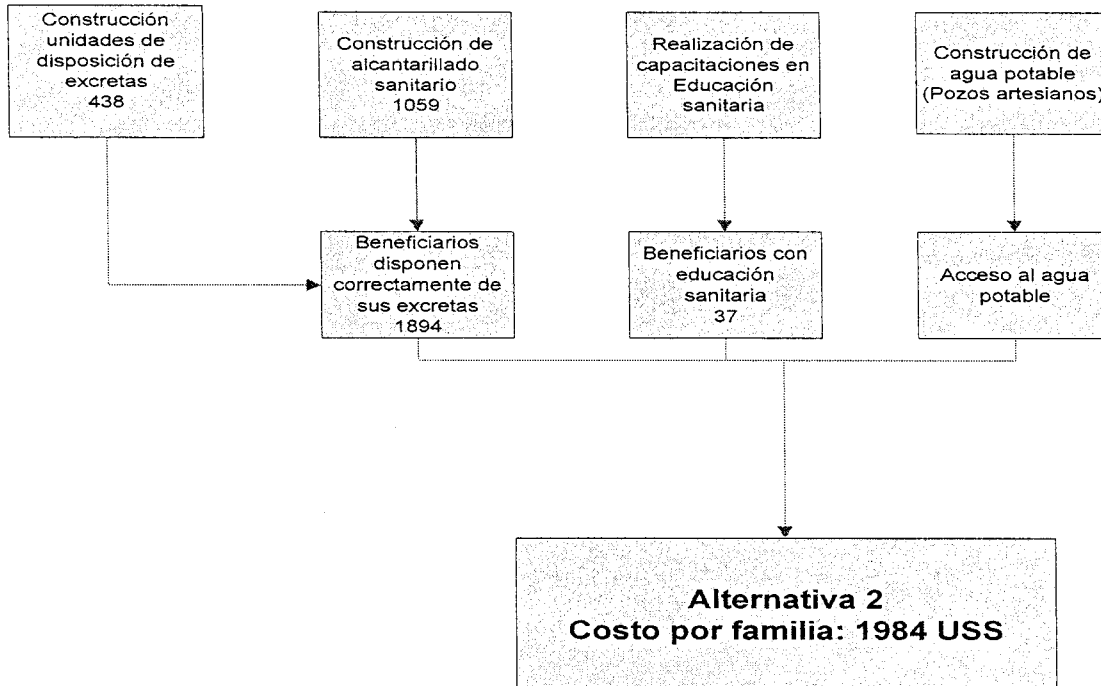 Construcción
unidades de
disposición de
excretas
438
Construcción de
alcantarillado
sanitario
1059
Realización de
capacitaciones en
Educación
sanitaria
Construcción de
agua potable
(Pozos artesianos)
Beneficiarios
disponen
correctamente de
sus excretas
1894
Beneficiarios con
educación
sanitaria
37
Acceso al agua
potable
Alternativa 2
Costo por familia: 1984 USS